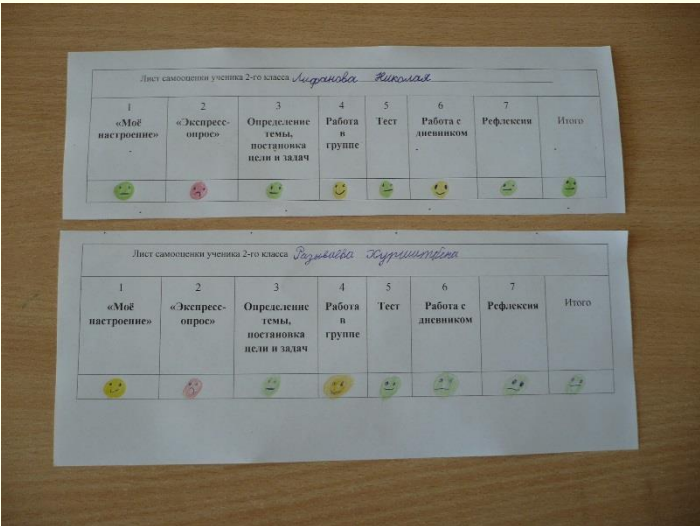 Лист самооценки ученика 2-го класса Лифанова Николая
1 2 3 4 5 6 7 Итого
«Моё настроение» «Экспресс-опрос» Определение темы, постановка цели и задач Работа в группе Тест Работа с дневником Рефлексия
Лист самооценки ученика 2-го класса
1 2 3 4 5 6 7 Итого
«Моё настроение» «Экспресс-опрос» Определение темы, постановка цели и задач Работа в группе Тест Работа с дневником Рефлексия